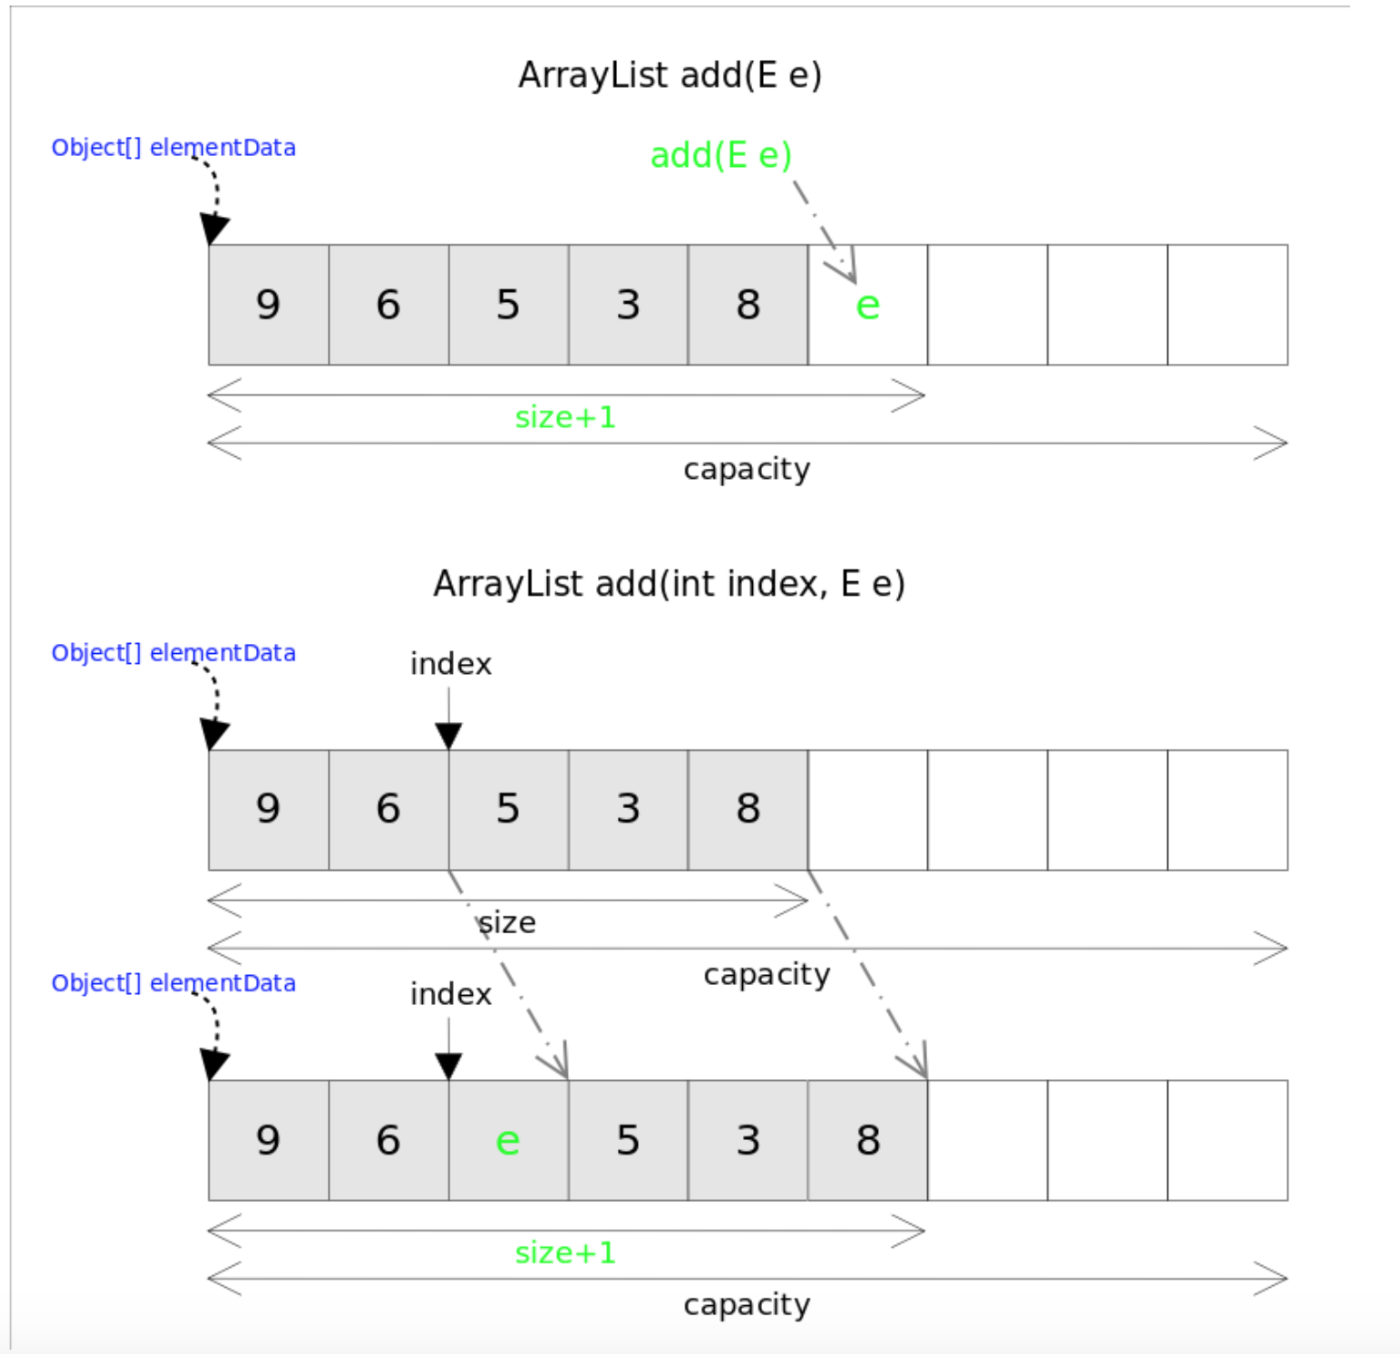 ArrayList add(E e)
Object[] elementData
add(E e)
9 6 5 3 8 e
size+1
capacity
ArrayList add(int index, E e)
Object[] elementData
index
9 6 5 3 8
size
capacity
Object[] elementData
index
9 6 e 5 3 8
size+1
capacity